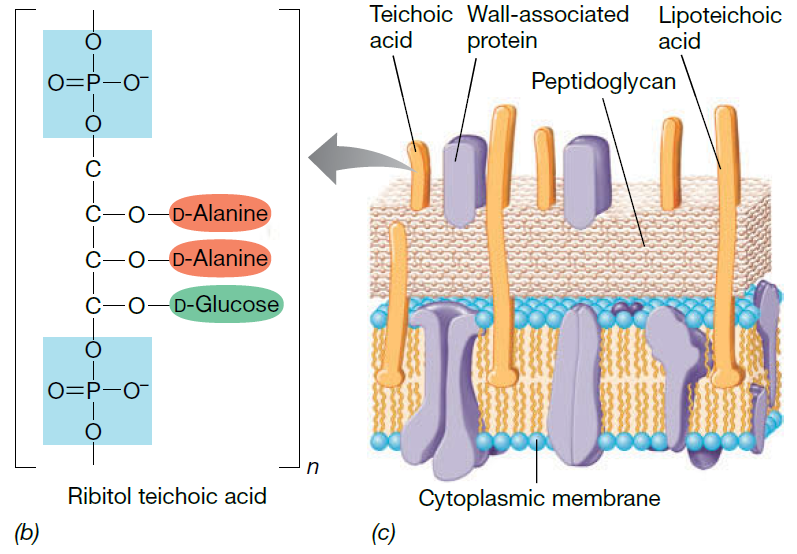 O
O=P—O⁻
O
C
C—O—D-Alanine
C—O—D-Alanine
C—O—D-Glucose
O
O=P—O⁻
O
n
Ribitol teichoic acid
(b)
Teichoic
acid
Wall-associated
protein
Lipoteichoic
acid
Peptidoglycan
Cytoplasmic membrane
(c)